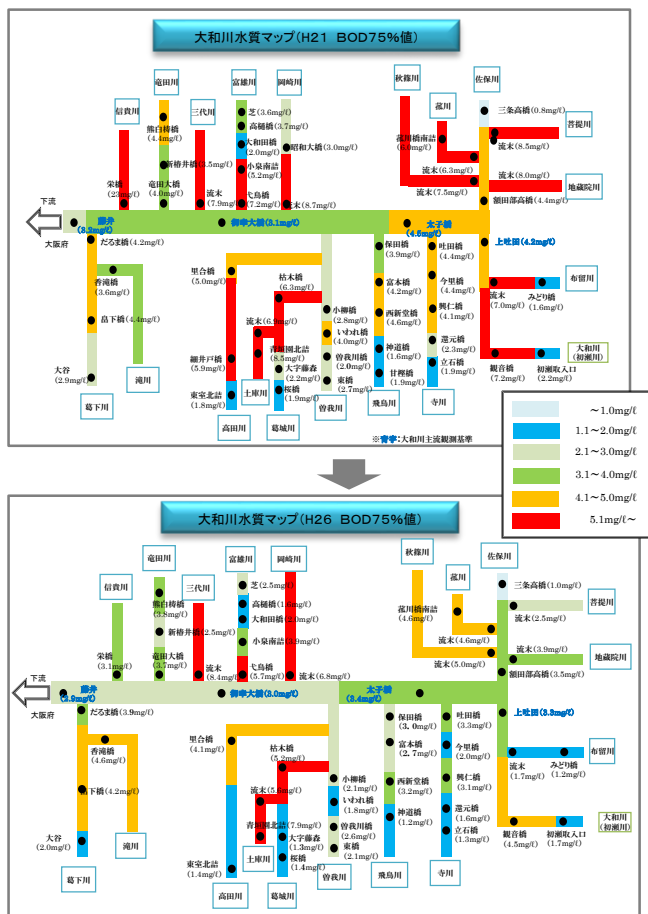 大和川水質マップ(H21 BOD75%値)
竜田川
富雄川
岡崎川
信貴川
三代川
秋篠川
菰川
佐保川
菩提川
地蔵院川
布留川
大和川
(初瀬川)
芝(3.6mg/ℓ)
高樋橋(3.7mg/ℓ)
大和田橋
(2.0mg/ℓ)
昭和大橋(3.0mg/ℓ)
小泉南詰
(5.2mg/ℓ)
弋鳥橋
(7.2mg/ℓ)
流末(8.7mg/ℓ)
熊白梼橋
(4.4mg/ℓ)
新椿井橋(3.5mg/ℓ)
竜田大橋
(4.0mg/ℓ)
栄橋
(23mg/ℓ)
流末
(7.9mg/ℓ)
三条高橋(0.8mg/ℓ)
流末
(8.5mg/ℓ)
菰川橋南詰
(6.0mg/ℓ)
流末
(6.3mg/ℓ)
流末
(7.5mg/ℓ)
流末
(8.0mg/ℓ)
額田部高橋(4.4mg/ℓ)
下流
大阪府
藤井
(3.2mg/ℓ)
御幸大橋(3.1mg/ℓ)
太子橋
(4.5mg/ℓ)
上吐田(4.2mg/ℓ)
だるま橋(4.2mg/ℓ)
香滝橋
(3.6mg/ℓ)
畠下橋(4.4mg/ℓ)
大谷
(2.9mg/ℓ)
葛下川
滝川
里合橋
(5.0mg/ℓ)
細井戸橋
(5.9mg/ℓ)
東室北詰
(1.8mg/ℓ)
高田川
枯木橋
(6.3mg/ℓ)
流末(6.9mg/ℓ)
青垣園北詰
(8.5mg/ℓ)
土庫川
大字藤森
(2.2mg/ℓ)
桜橋
(1.9mg/ℓ)
葛城川
小柳橋
(2.8mg/ℓ)
いわれ橋
(4.0mg/ℓ)
曽我川橋
(2.0mg/ℓ)
東橋
(2.7mg/ℓ)
曽我川
保田橋
(3.9mg/ℓ)
富本橋
(4.2mg/ℓ)
西新堂橋
(4.6mg/ℓ)
神道橋
(1.6mg/ℓ)
甘樫橋
(1.9mg/ℓ)
飛鳥川
吐田橋
(4.4mg/ℓ)
今里橋
(4.4mg/ℓ)
興仁橋
(4.1mg/ℓ)
還元橋
(2.3mg/ℓ)
立石橋
(1.9mg/ℓ)
寺川
流末
(7.0mg/ℓ)
みどり橋
(1.6mg/ℓ)
観音橋
(7.2mg/ℓ)
初瀬取入口
(2.2mg/ℓ)
※青字：大和川主流観測基準
～1.0mg/ℓ
1.1～2.0mg/ℓ
2.1～3.0mg/ℓ
3.1～4.0mg/ℓ
4.1～5.0mg/ℓ
5.1mg/ℓ～
大和川水質マップ(H26 BOD75%値)
竜田川
富雄川
岡崎川
信貴川
三代川
秋篠川
菰川
佐保川
菩提川
地蔵院川
布留川
大和川
(初瀬川)
芝(2.5mg/ℓ)
高樋橋
大和田橋(2.0mg/ℓ)
小泉南詰(3.9mg/ℓ)
弋鳥橋
(5.7mg/ℓ)
流末(6.8mg/ℓ)
熊白梼橋
(3.8mg/ℓ)
新椿井橋(2.5mg/ℓ)
竜田大橋
(3.7mg/ℓ)
栄橋
(3.1mg/ℓ)
流末
(8.4mg/ℓ)
三条高橋(1.0mg/ℓ)
流末
(2.5mg/ℓ)
菰川橋南詰
(4.6mg/ℓ)
流末
(4.6mg/ℓ)
流末
(5.0mg/ℓ)
流末(3.9mg/ℓ)
額田部高橋(3.5mg/ℓ)
下流
大阪府
藤井
(2.9mg/ℓ)
御幸大橋(3.0mg/ℓ)
太子橋
(3.4mg/ℓ)
上吐田(3.3mg/ℓ)
だるま橋(3.9mg/ℓ)
香滝橋
(4.6mg/ℓ)
畠下橋(4.2mg/ℓ)
大谷
(2.0mg/ℓ)
葛下川
滝川
里合橋
(4.1mg/ℓ)
東室北詰
(1.4mg/ℓ)
高田川
枯木橋
(5.2mg/ℓ)
流末(5.6mg/ℓ)
青垣園北詰(7.9mg/ℓ)
土庫川
大字藤森
(1.3mg/ℓ)
桜橋
(1.4mg/ℓ)
葛城川
小柳橋
(2.1mg/ℓ)
いわれ橋
(1.8mg/ℓ)
曽我川橋
(2.6mg/ℓ)
東橋
(2.1mg/ℓ)
曽我川
保田橋
(3.0mg/ℓ)
富本橋
(2.7mg/ℓ)
西新堂橋
(3.2mg/ℓ)
神道橋
(1.2mg/ℓ)
飛鳥川
吐田橋
(3.3mg/ℓ)
今里橋
(2.0mg/ℓ)
興仁橋
(3.1mg/ℓ)
還元橋
(1.6mg/ℓ)
立石橋
(1.3mg/ℓ)
寺川
流末
(1.7mg/ℓ)
みどり橋
(1.2mg/ℓ)
観音橋
(4.5mg/ℓ)
初瀬取入口
(1.7mg/ℓ)